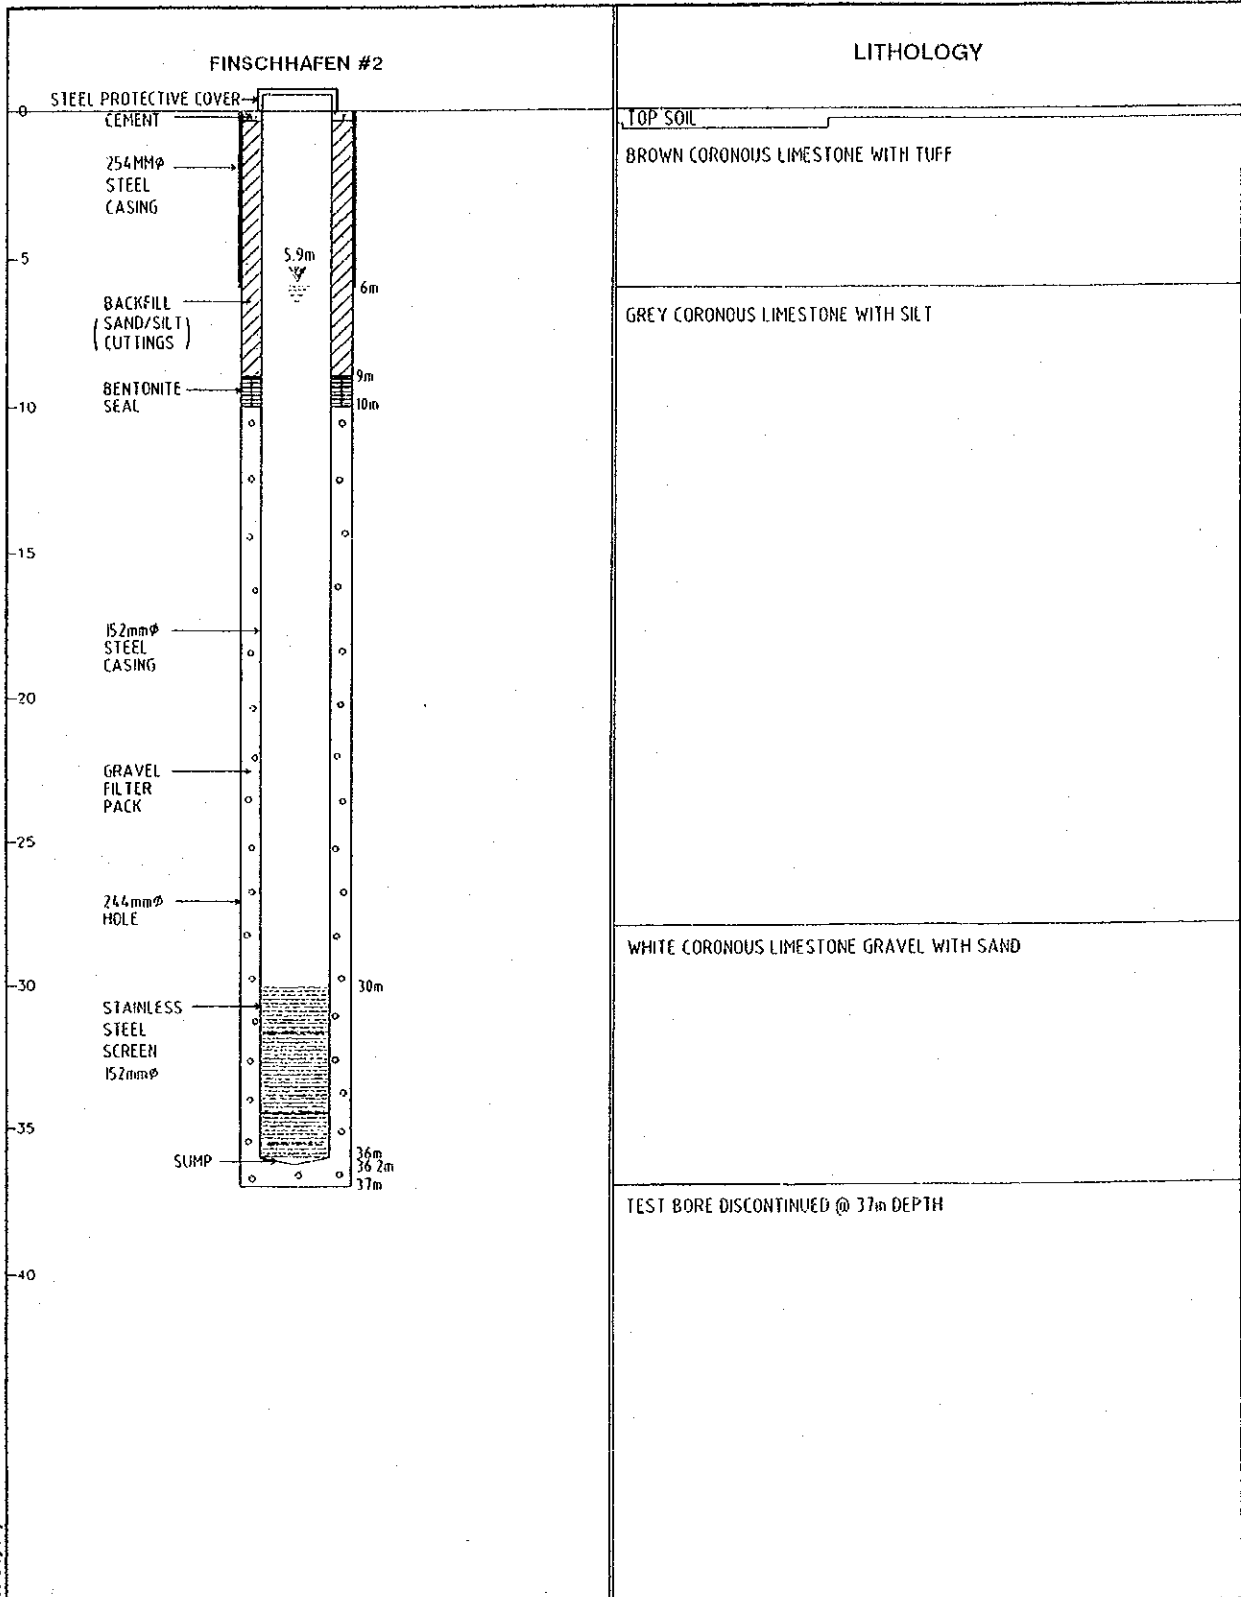 FINSCHHAFEN #2
LITHOLOGY
STEEL PROTECTIVE COVER
0
CEMENT
TOP SOIL
254MMø
STEEL
CASING
BROWN CORONOUS LIMESTONE WITH TUFF
5.9m
-5
6m
BACKFILL
(SAND/SILT)
CUTTINGS
GREY CORONOUS LIMESTONE WITH SILT
9m
BENTONITE
SEAL
10m
-10
-15
152mmø
STEEL
CASING
-20
GRAVEL
FILTER
PACK
-25
244mmø
HOLE
WHITE CORONOUS LIMESTONE GRAVEL WITH SAND
-30
30m
STAINLESS
STEEL
SCREEN
152mmø
-35
36m
SUMP
36 2m
37m
TEST BORE DISCONTINUED @ 37m DEPTH
-40